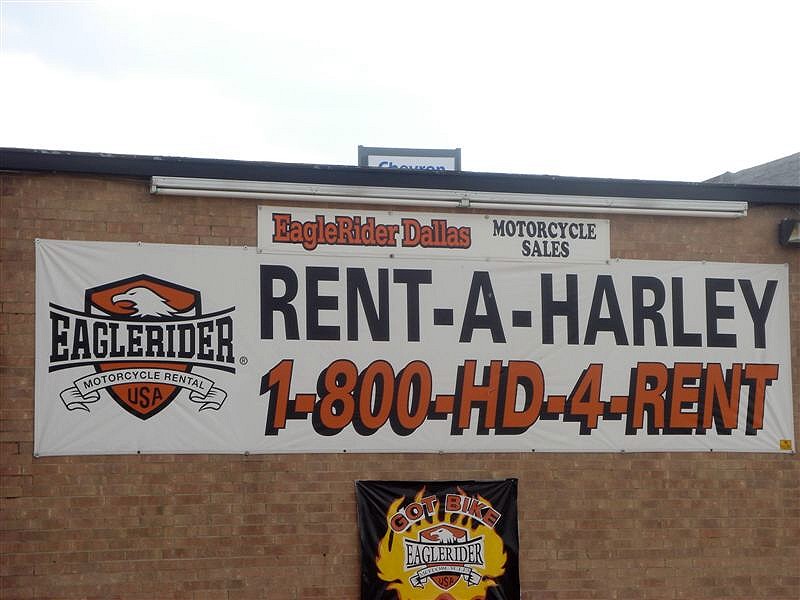 Chevron
EagleRider Dallas
MOTORCYCLE
SALES
RENT-A-HARLEY
1-800-HD-4-RENT
EAGLERIDER
®
MOTORCYCLE RENTAL
USA
GOT BIKE
EAGLERIDER
USA